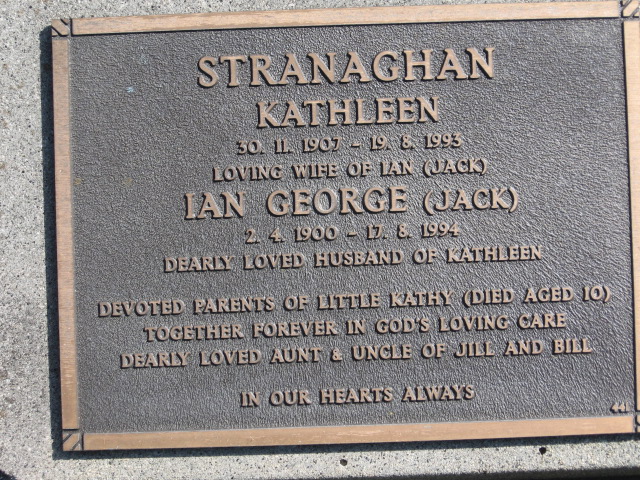 STRANAGHAN
KATHLEEN
30. 11. 1907 - 19. 8. 1993
LOVING WIFE OF IAN (JACK)
IAN GEORGE (JACK)
2. 4. 1900 - 17. 8. 1994
DEARLY LOVED HUSBAND OF KATHLEEN
DEVOTED PARENTS OF LITTLE KATHY (DIED AGED 10)
TOGETHER FOREVER IN GOD'S LOVING CARE
DEARLY LOVED AUNT & UNCLE OF JILL AND BILL
IN OUR HEARTS ALWAYS
441